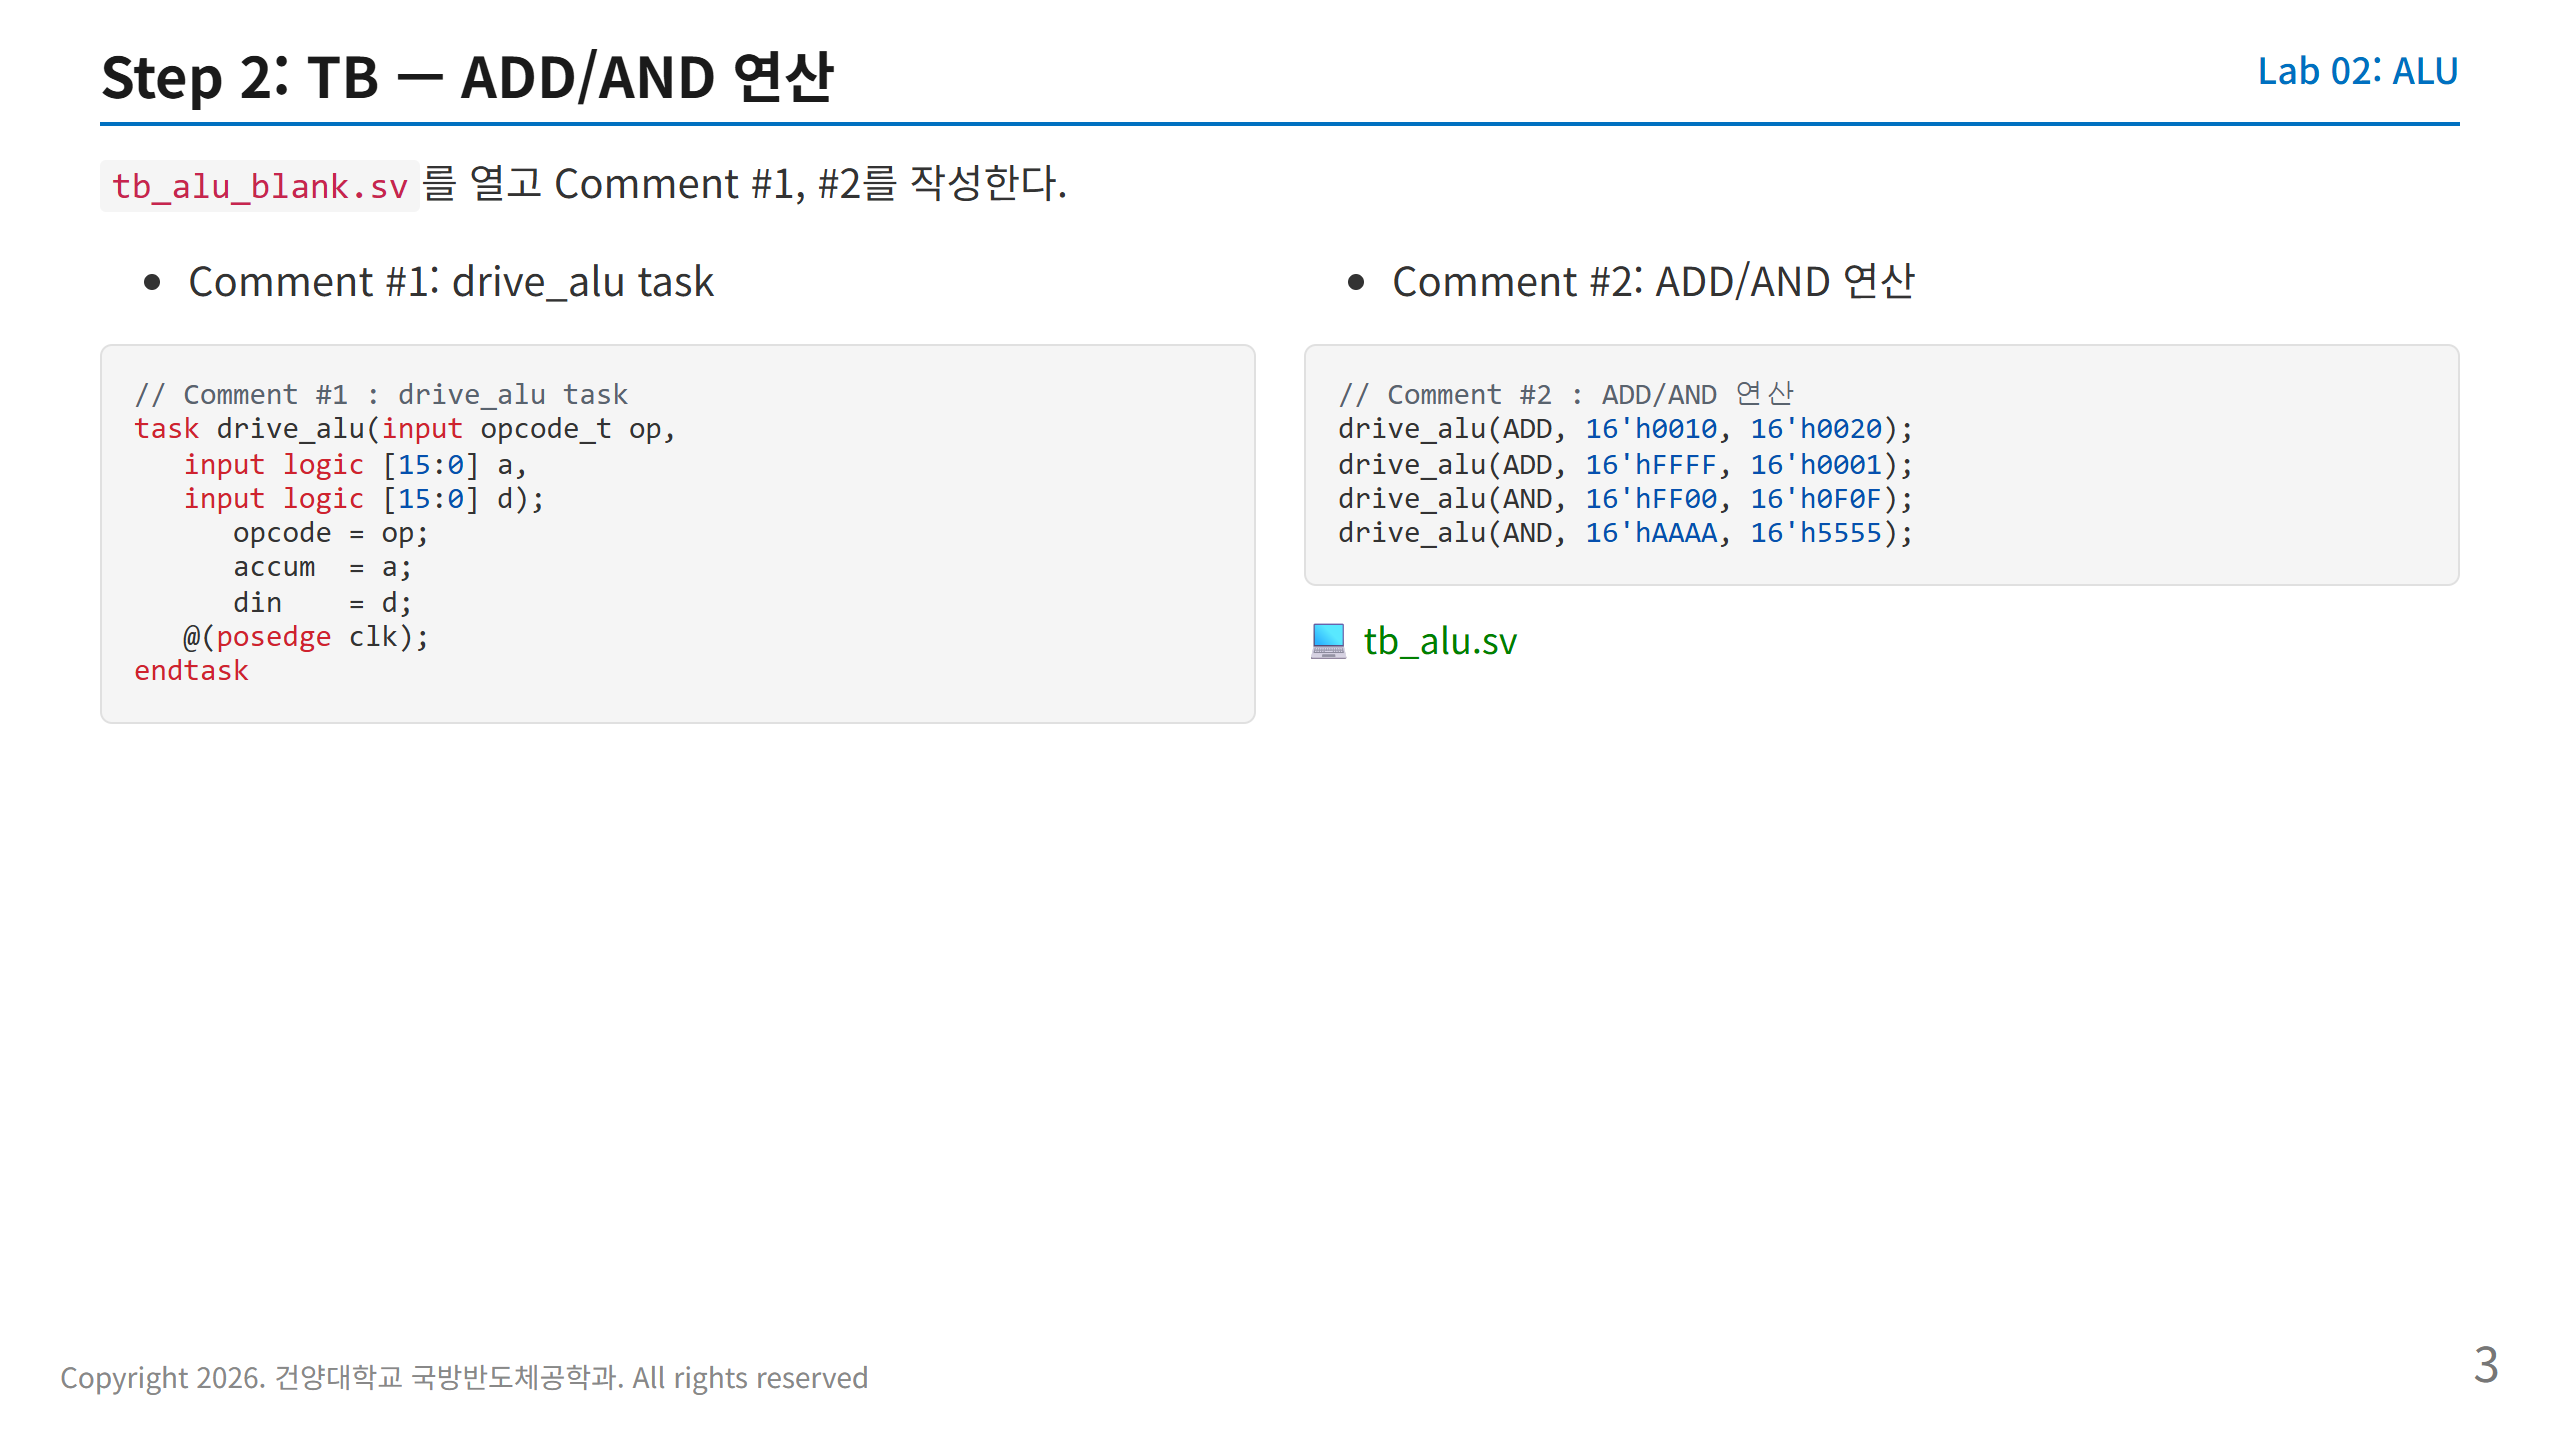 Step 2: TB — ADD/AND 연산
Lab 02: ALU
tb_alu_blank.sv를 열고 Comment #1, #2를 작성한다.
• Comment #1: drive_alu task
// Comment #1 : drive_alu task
task drive_alu(input opcode_t op,
   input logic [15:0] a,
   input logic [15:0] d);
      opcode = op;
      accum  = a;
      din    = d;
   @(posedge clk);
endtask
• Comment #2: ADD/AND 연산
// Comment #2 : ADD/AND 연산
drive_alu(ADD, 16'h0010, 16'h0020);
drive_alu(ADD, 16'hFFFF, 16'h0001);
drive_alu(AND, 16'hFF00, 16'h0F0F);
drive_alu(AND, 16'hAAAA, 16'h5555);
💻 tb_alu.sv
Copyright 2026. 건양대학교 국방반도체공학과. All rights reserved
3